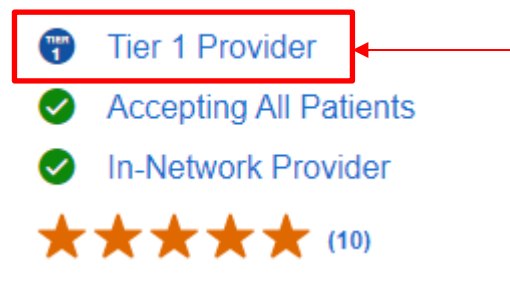 TIER 1 Tier 1 Provider
Accepting All Patients
In-Network Provider
(10)